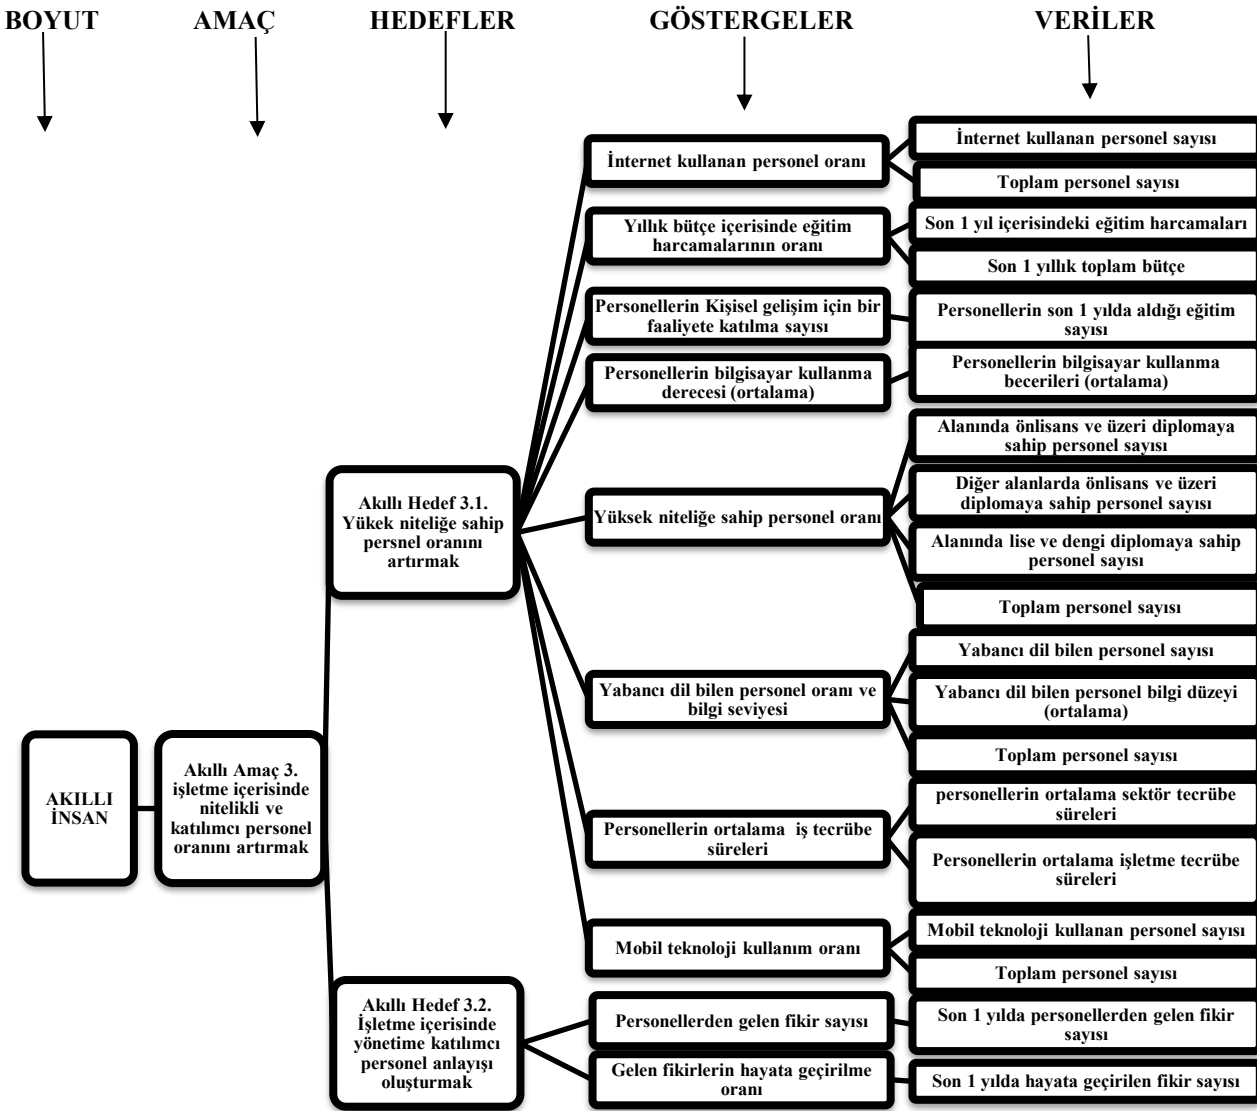 BOYUT AMAÇ HEDEFLER GÖSTERGELER VERİLER
AKILLI
İNSAN
Akıllı Amaç 3.
işletme içerisinde
nitelikli ve
katılımcı personel
oranını artırmak
Akıllı Hedef 3.1.
Yükek niteliğe sahip
persnel oranını
artırmak
İnternet kullanan personel oranı
İnternet kullanan personel sayısı
Toplam personel sayısı
Yıllık bütçe içerisinde eğitim
harcamalarının oranı
Son 1 yıl içerisindeki eğitim harcamaları
Son 1 yıllık toplam bütçe
Personellerin Kişisel gelişim için bir
faaliyete katılma sayısı
Personellerin son 1 yılda aldığı eğitim
sayısı
Personellerin bilgisayar kullanma
derecesi (ortalama)
Personellerin bilgisayar kullanma
becerileri (ortalama)
Yüksek niteliğe sahip personel oranı
Alanında önlisans ve üzeri diplomaya
sahip personel sayısı
Diğer alanlarda önlisans ve üzeri
diplomaya sahip personel sayısı
Alanında lise ve dengi diplomaya sahip
personel sayısı
Toplam personel sayısı
Yabancı dil bilen personel oranı ve
bilgi seviyesi
Yabancı dil bilen personel sayısı
Yabancı dil bilen personel bilgi düzeyi
(ortalama)
Toplam personel sayısı
Personellerin ortalama iş tecrübe
süreleri
personellerin ortalama sektör tecrübe
süreleri
Personellerin ortalama işletme tecrübe
süreleri
Mobil teknoloji kullanım oranı
Mobil teknoloji kullanan personel sayısı
Toplam personel sayısı
Akıllı Hedef 3.2.
İşletme içerisinde
yönetime katılımcı
personel anlayışı
oluşturmak
Personellerden gelen fikir sayısı
Son 1 yılda personellerden gelen fikir
sayısı
Gelen fikirlerin hayata geçirilme
oranı
Son 1 yılda hayata geçirilen fikir sayısı